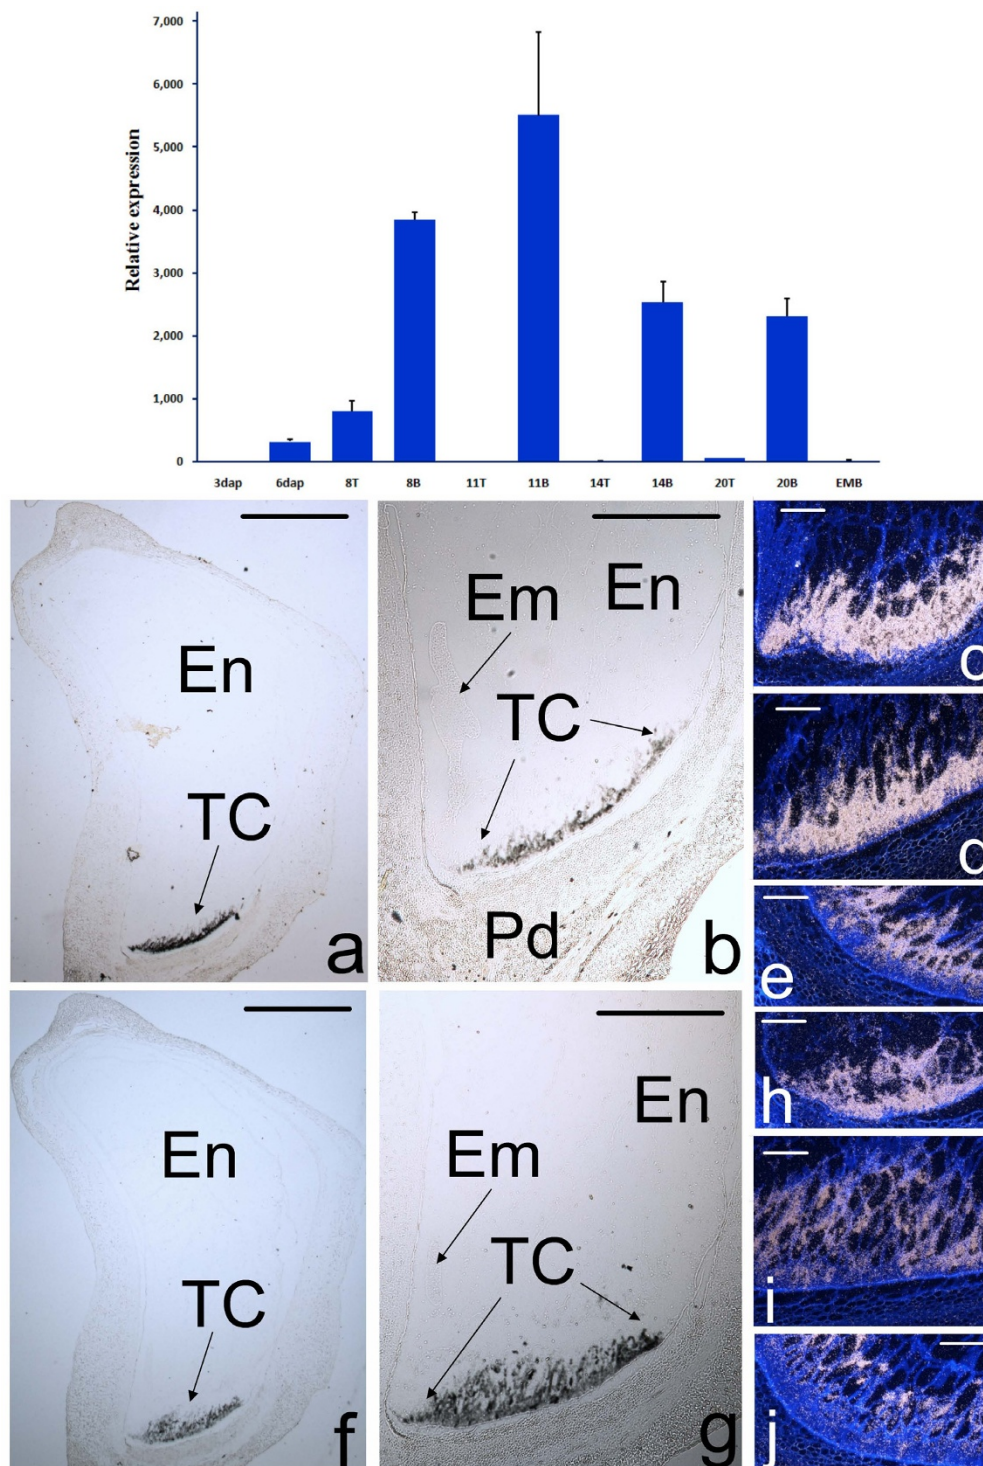 7,000
6,000
5,000
4,000
3,000
2,000
1,000
0
Relative expression
3dap 6dap 8T 8B 11T 11B 14T 14B 20T 20B EMB
En
TC
a
Em
En
TC
Pd
b
c
d
e
h
i
j
En
TC
f
Em
En
TC
g